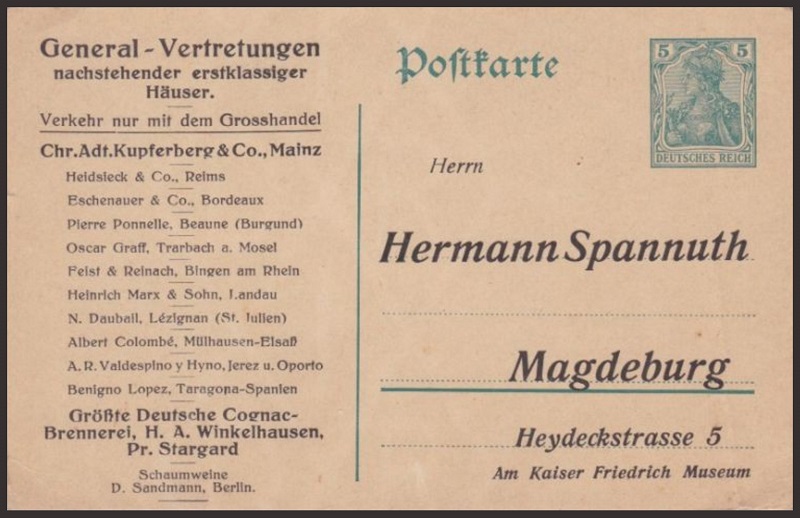 General - Vertretungen
nachstehender erstklassiger
Häuser.
Verkehr nur mit dem Grosshandel
Chr. Adt. Kupferberg & Co., Mainz
Heidsieck & Co., Reims
Eschenauer & Co., Bordeaux
Pierre Ponnelle, Beaune (Burgund)
Oscar Graff, Trarbach a. Mosel
Feist & Reinach, Bingen am Rhein
Heinrich Marx & Sohn, Landau
N. Daubail, Lézignan (St. Julien)
Albert Colombé, Mülhausen-Elsaß
A. R. Valdespino y Hyno, Jerez u. Oporto
Benigno Lopez, Taragona-Spanien
Größte Deutsche Cognac-
Brennerei, H. A. Winkelhausen,
Pr. Stargard
Schaumweine
D. Sandmann, Berlin.
Postkarte
5 5
DEUTSCHES REICH
Herrn
Hermann Spannuth
Magdeburg
Heydeckstrasse 5
Am Kaiser Friedrich Museum